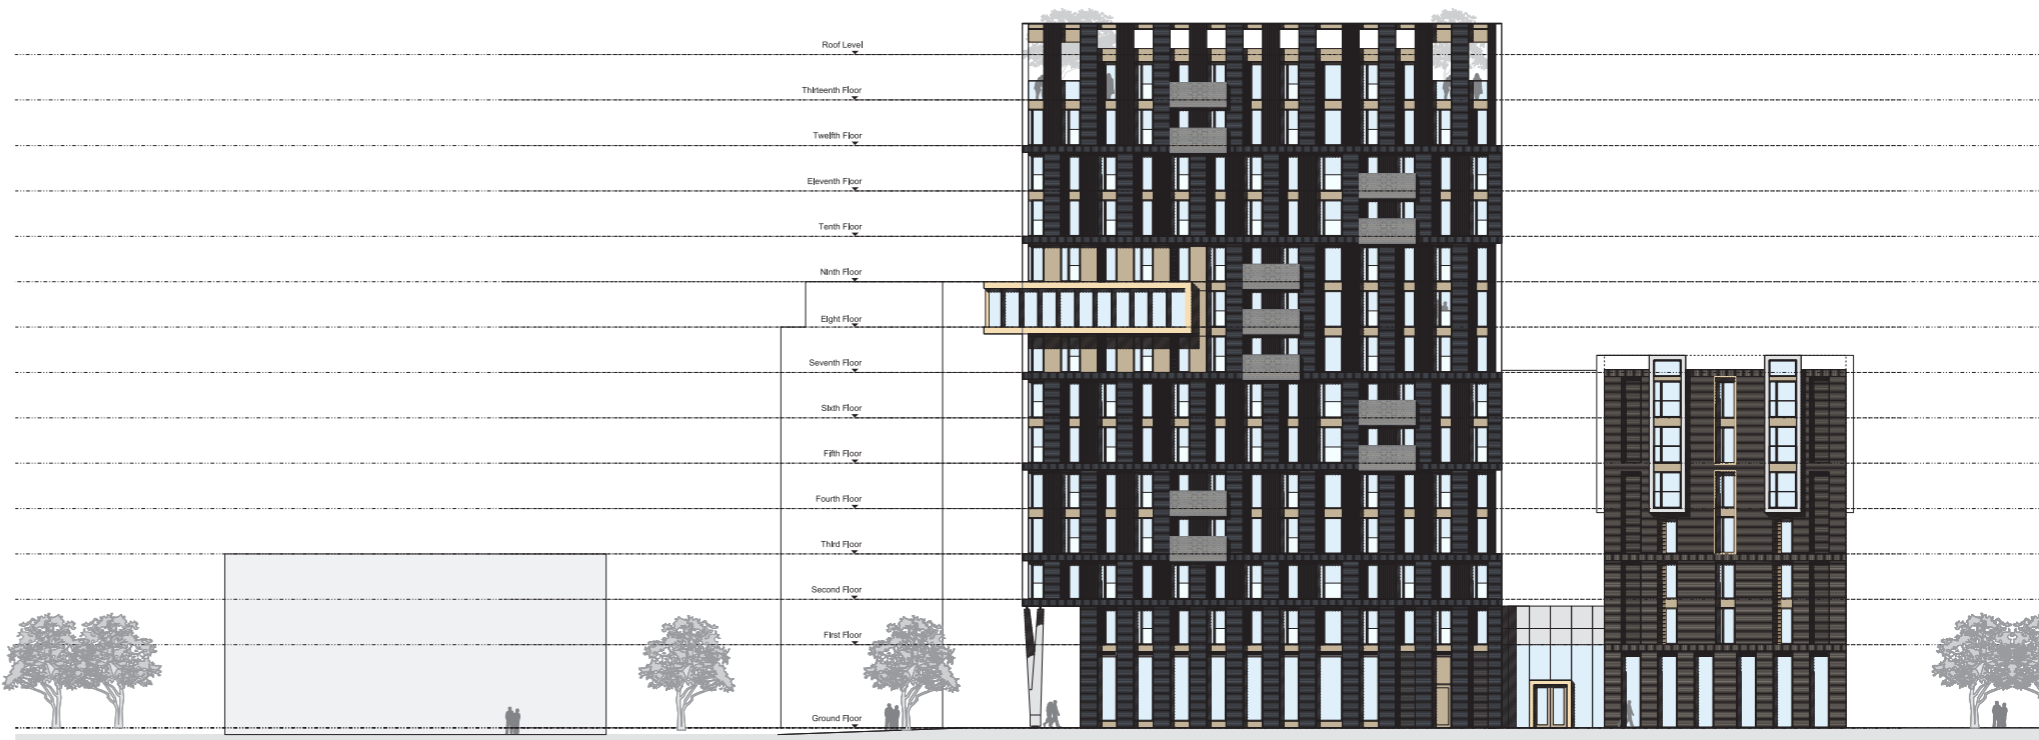 Roof Level
Thirteenth Floor
Twelfth Floor
Eleventh Floor
Tenth Floor
Ninth Floor
Eight Floor
Seventh Floor
Sixth Floor
Fifth Floor
Fourth Floor
Third Floor
Second Floor
First Floor
Ground Floor